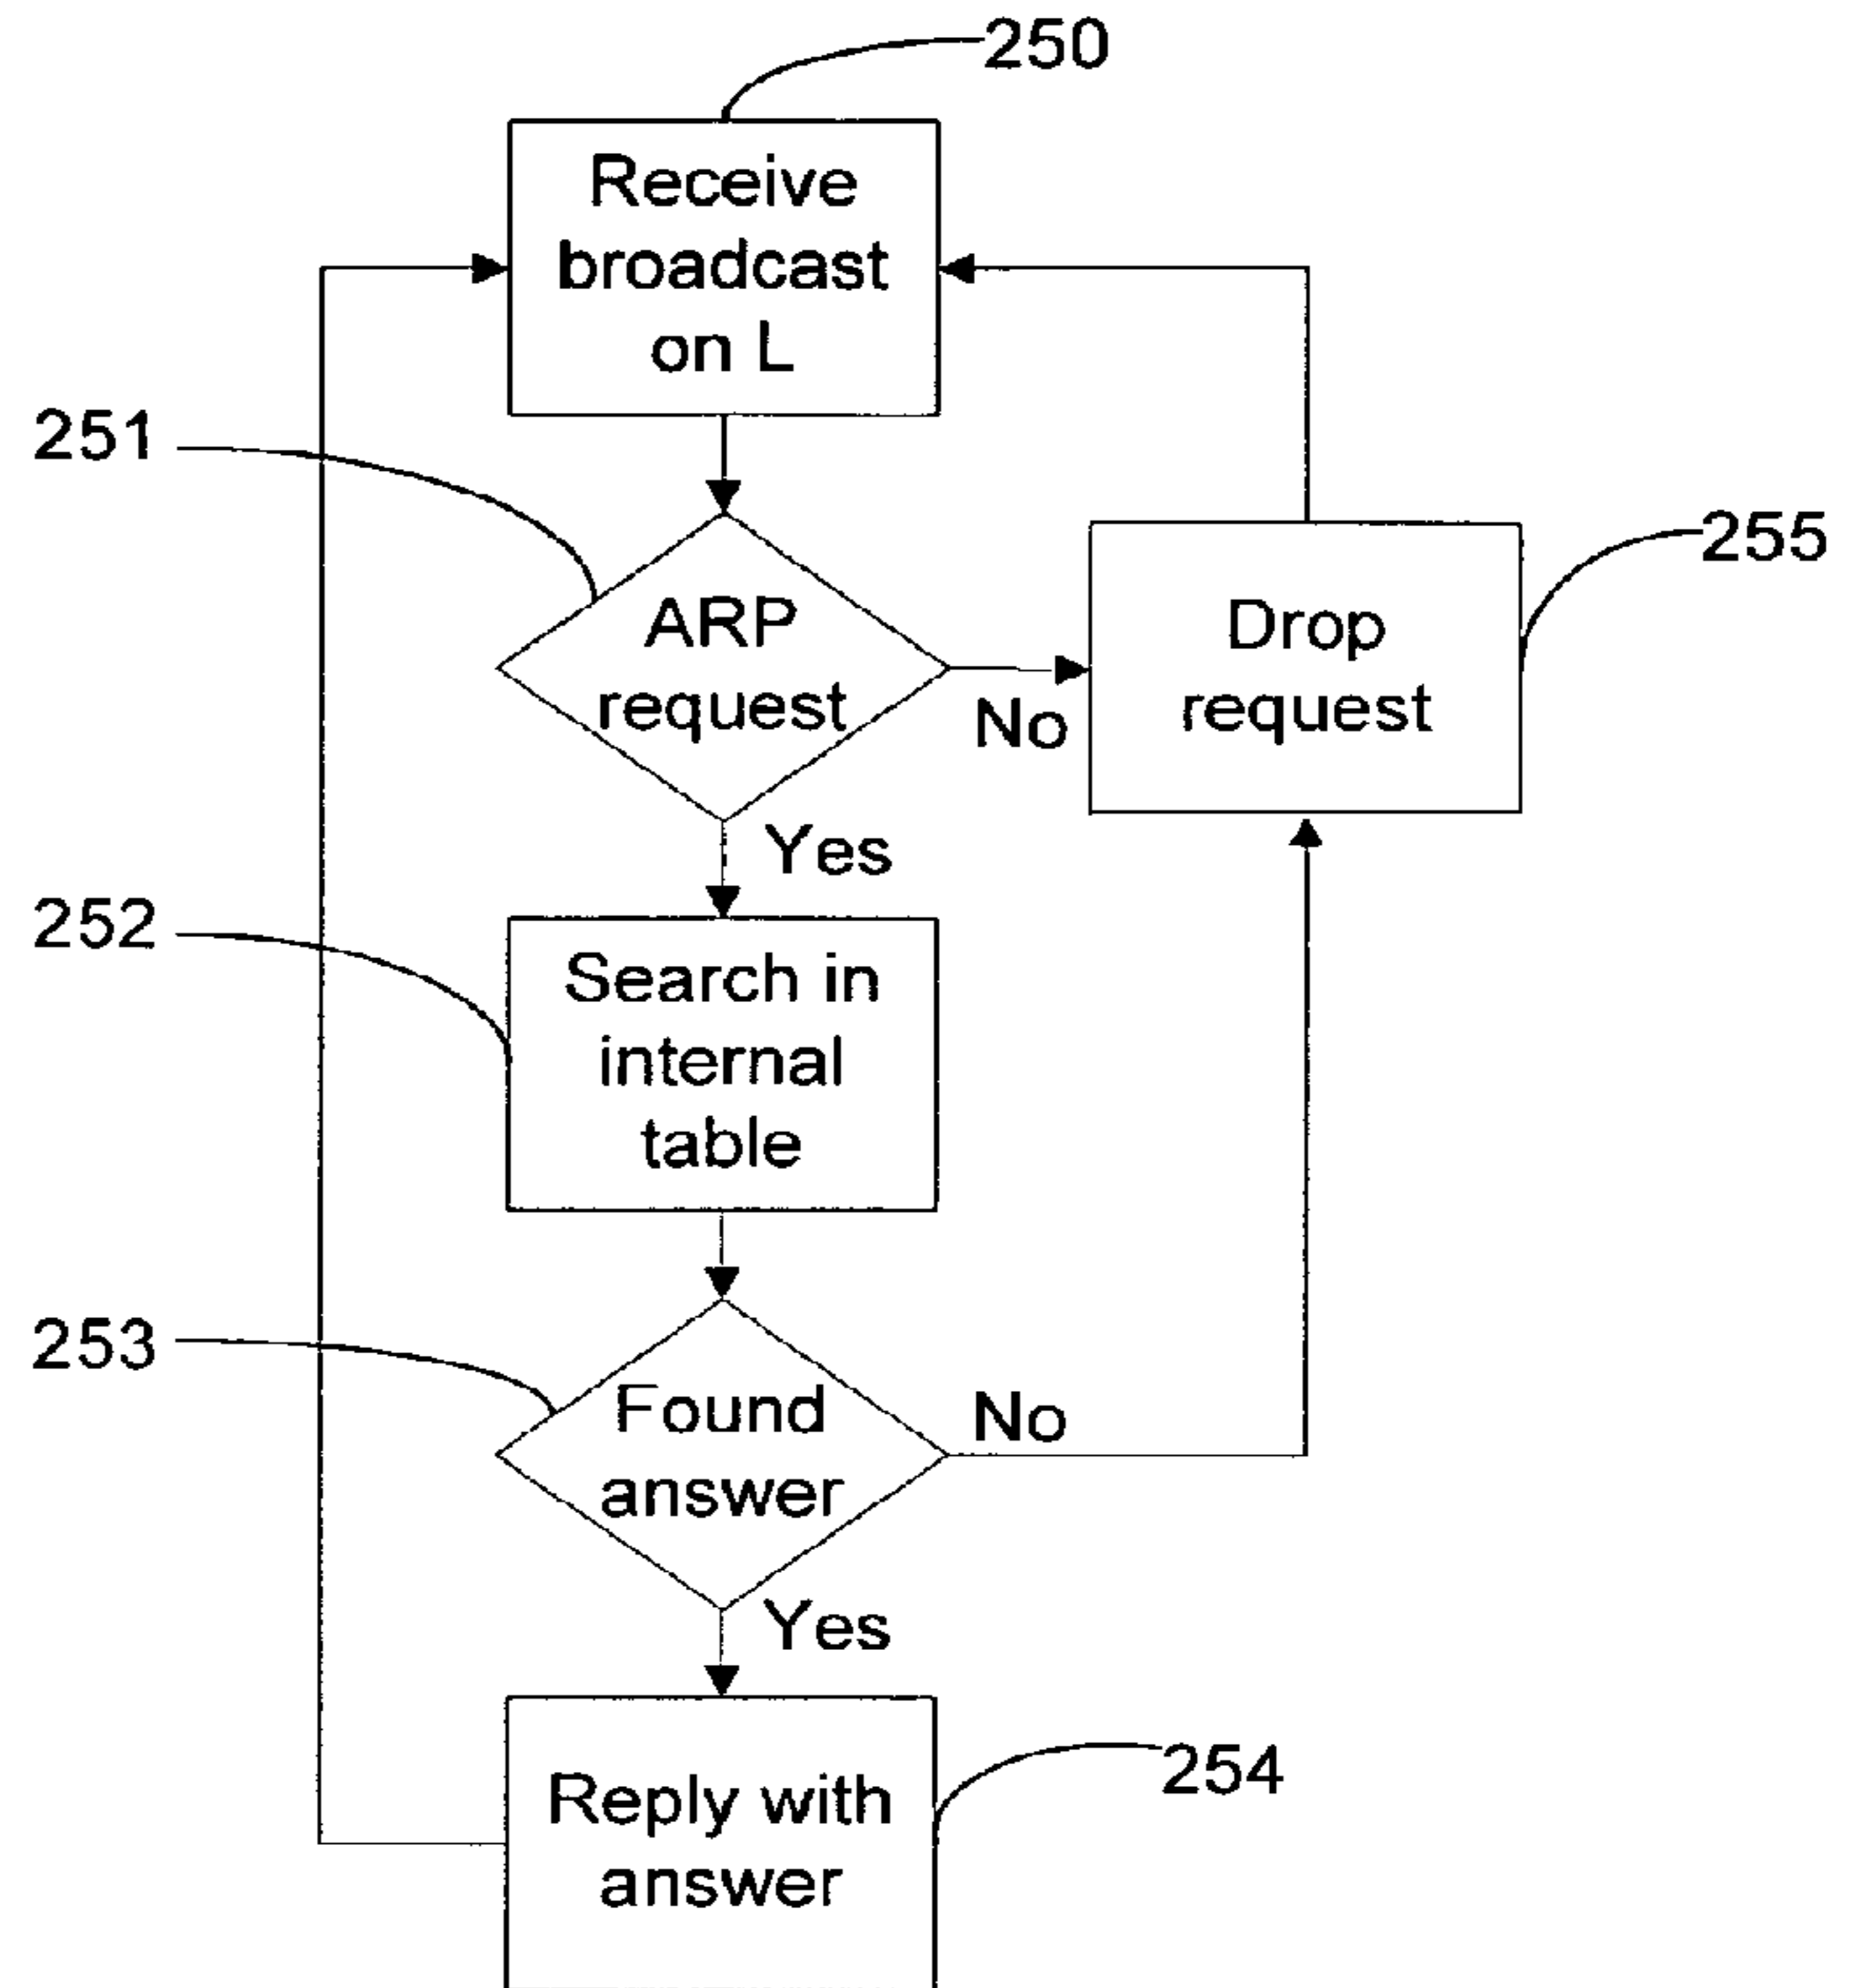 250
Receive
broadcast
on L
251
ARP
request
No
Drop
request
255
Yes
252
Search in
internal
table
253
Found
answer
No
Yes
Reply with
answer
254